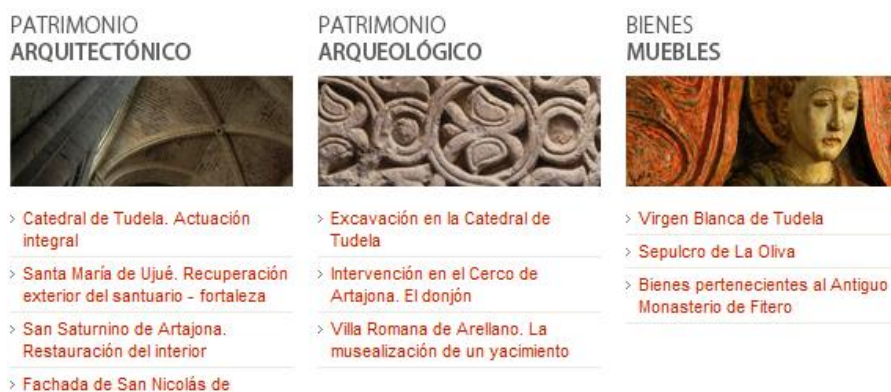 PATRIMONIO
ARQUITECTÓNICO
> Catedral de Tudela. Actuación
integral
> Santa María de Ujué. Recuperación
exterior del santuario - fortaleza
> San Saturnino de Artajona.
Restauración del interior
> Fachada de San Nicolás de
PATRIMONIO
ARQUEOLÓGICO
> Excavación en la Catedral de
Tudela
> Intervención en el Cerco de
Artajona. El donjón
> Villa Romana de Arellano. La
musealización de un yacimiento
BIENES
MUEBLES
> Virgen Blanca de Tudela
> Sepulcro de La Oliva
> Bienes pertenecientes al Antiguo
Monasterio de Fitero